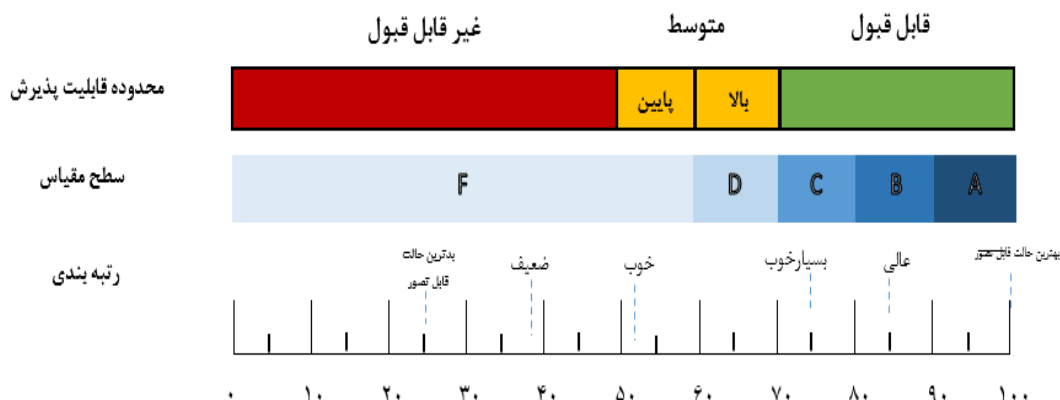 قابل قبول متوسط غیر قابل قبول
محدوده قابلیت پذیرش بالا پایین
سطح مقیاس A B C D F
رتبه بندی بهترین حالت قابل تصور عالی بسیارخوب خوب ضعیف بدترین حالت
قابل تصور
۰ ۱۰ ۲۰ ۳۰ ۴۰ ۵۰ ۶۰ ۷۰ ۸۰ ۹۰ ۱۰۰